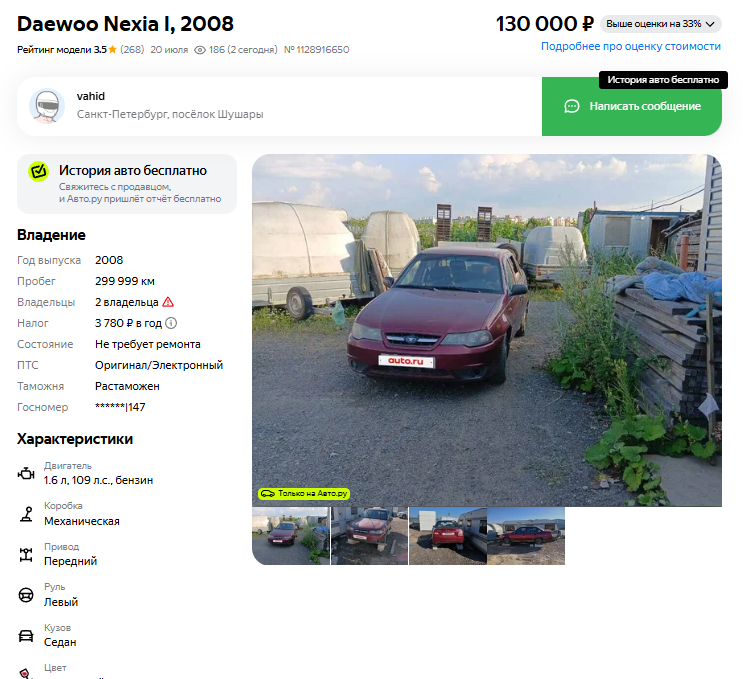 Daewoo Nexia I, 2008
130 000 ₽ Выше оценки на 33%
Рейтинг модели 3.5 (268) 20 июля 186 (2 сегодня) № 1128916650
Подробнее про оценку стоимости
История авто бесплатно
vahid
Санкт-Петербург, посёлок Шушары
Написать сообщение
История авто бесплатно
Свяжитесь с продавцом,
и Авто.ру пришлёт отчёт бесплатно
Владение
Год выпуска 2008
Пробег 299 999 км
Владельцы 2 владельца
Налог 3 780 ₽ в год
Состояние Не требует ремонта
ПТС Оригинал/Электронный
Таможня Растаможен
Госномер ******|147
auto.ru
Только на Авто.ру
Характеристики
Двигатель
1.6 л, 109 л.с., бензин
Коробка
Механическая
Привод
Передний
Руль
Левый
Кузов
Седан
Цвет